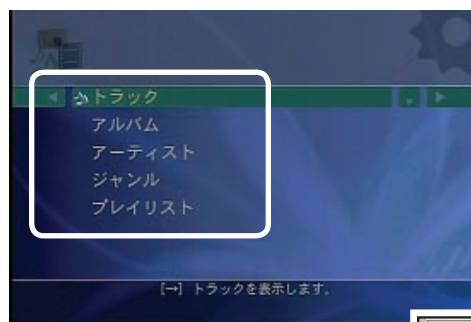 トラック
アルバム
アーティスト
ジャンル
プレイリスト
[→] トラックを表示します.